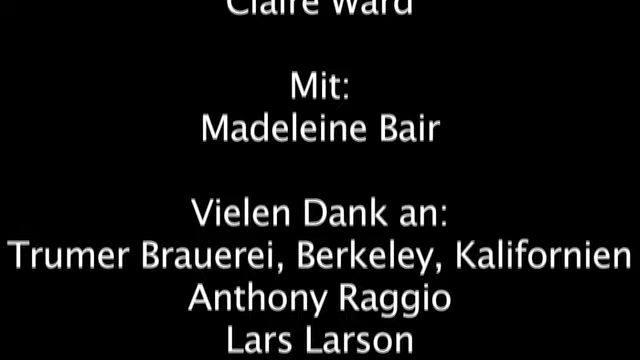 Claire Ward
Mit:
Madeleine Bair
Vielen Dank an:
Trumer Brauerei, Berkeley, Kalifornien
Anthony Raggio
Lars Larson